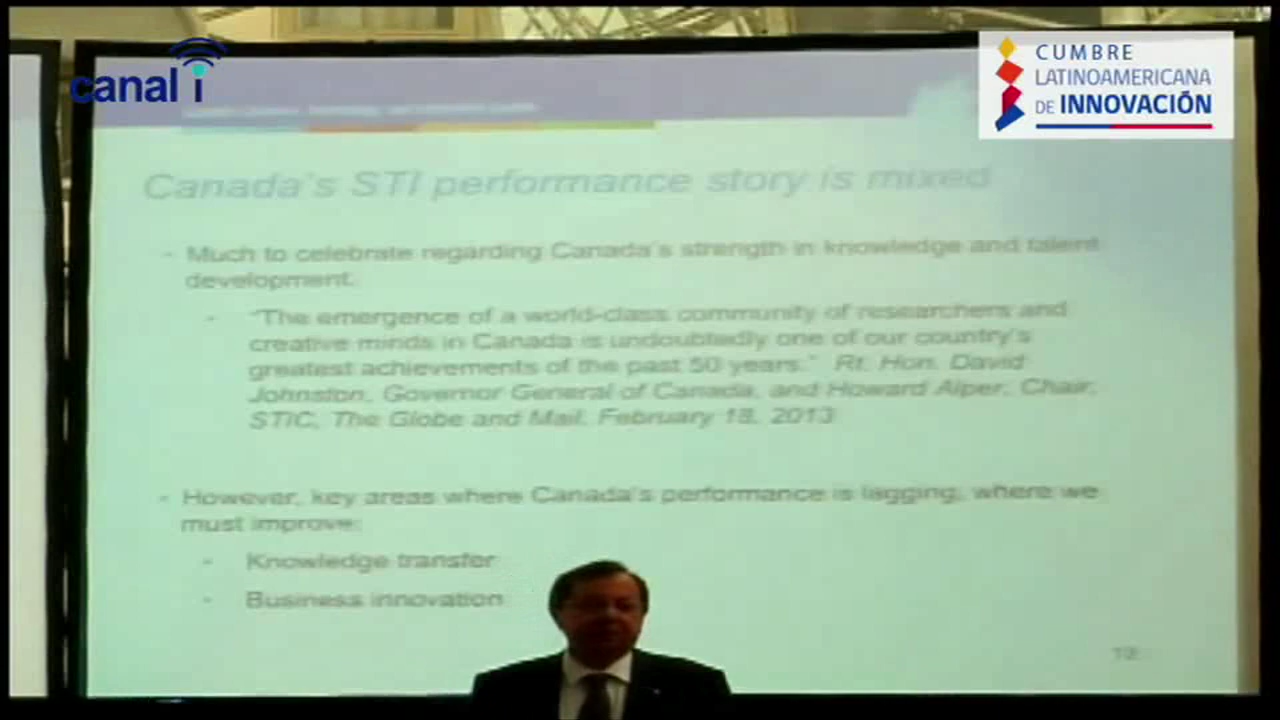 canal i
CUMBRE
LATINOAMERICANA
DE INNOVACIÓN
Canada's STI performance story is mixed
- Much to celebrate regarding Canada's strength in knowledge and talent
development:
- "The emergence of a world-class community of researchers and
creative minds in Canada is undoubtedly one of our country's
greatest achievements of the past 50 years." Rt. Hon. David
Johnston, Governor General of Canada, and Howard Alper, Chair,
STIC, The Globe and Mail, February 18, 2013
- However, key areas where Canada's performance is lagging, where we
must improve:
- Knowledge transfer
- Business innovation